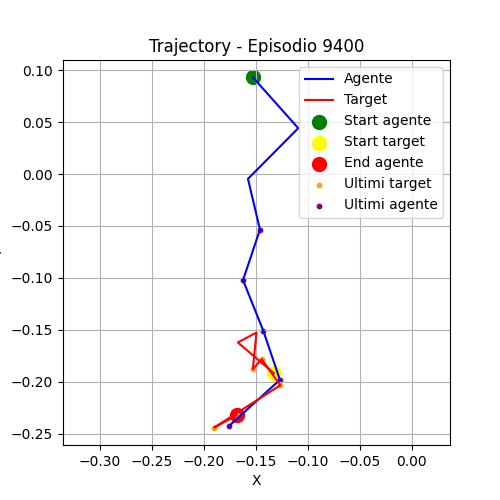 Trajectory - Episodio 9400
Agente
Target
Start agente
Start target
End agente
Ultimi target
Ultimi agente
0.10
0.05
0.00
−0.05
−0.10
−0.15
−0.20
−0.25
−0.30 −0.25 −0.20 −0.15 −0.10 −0.05 0.00
X